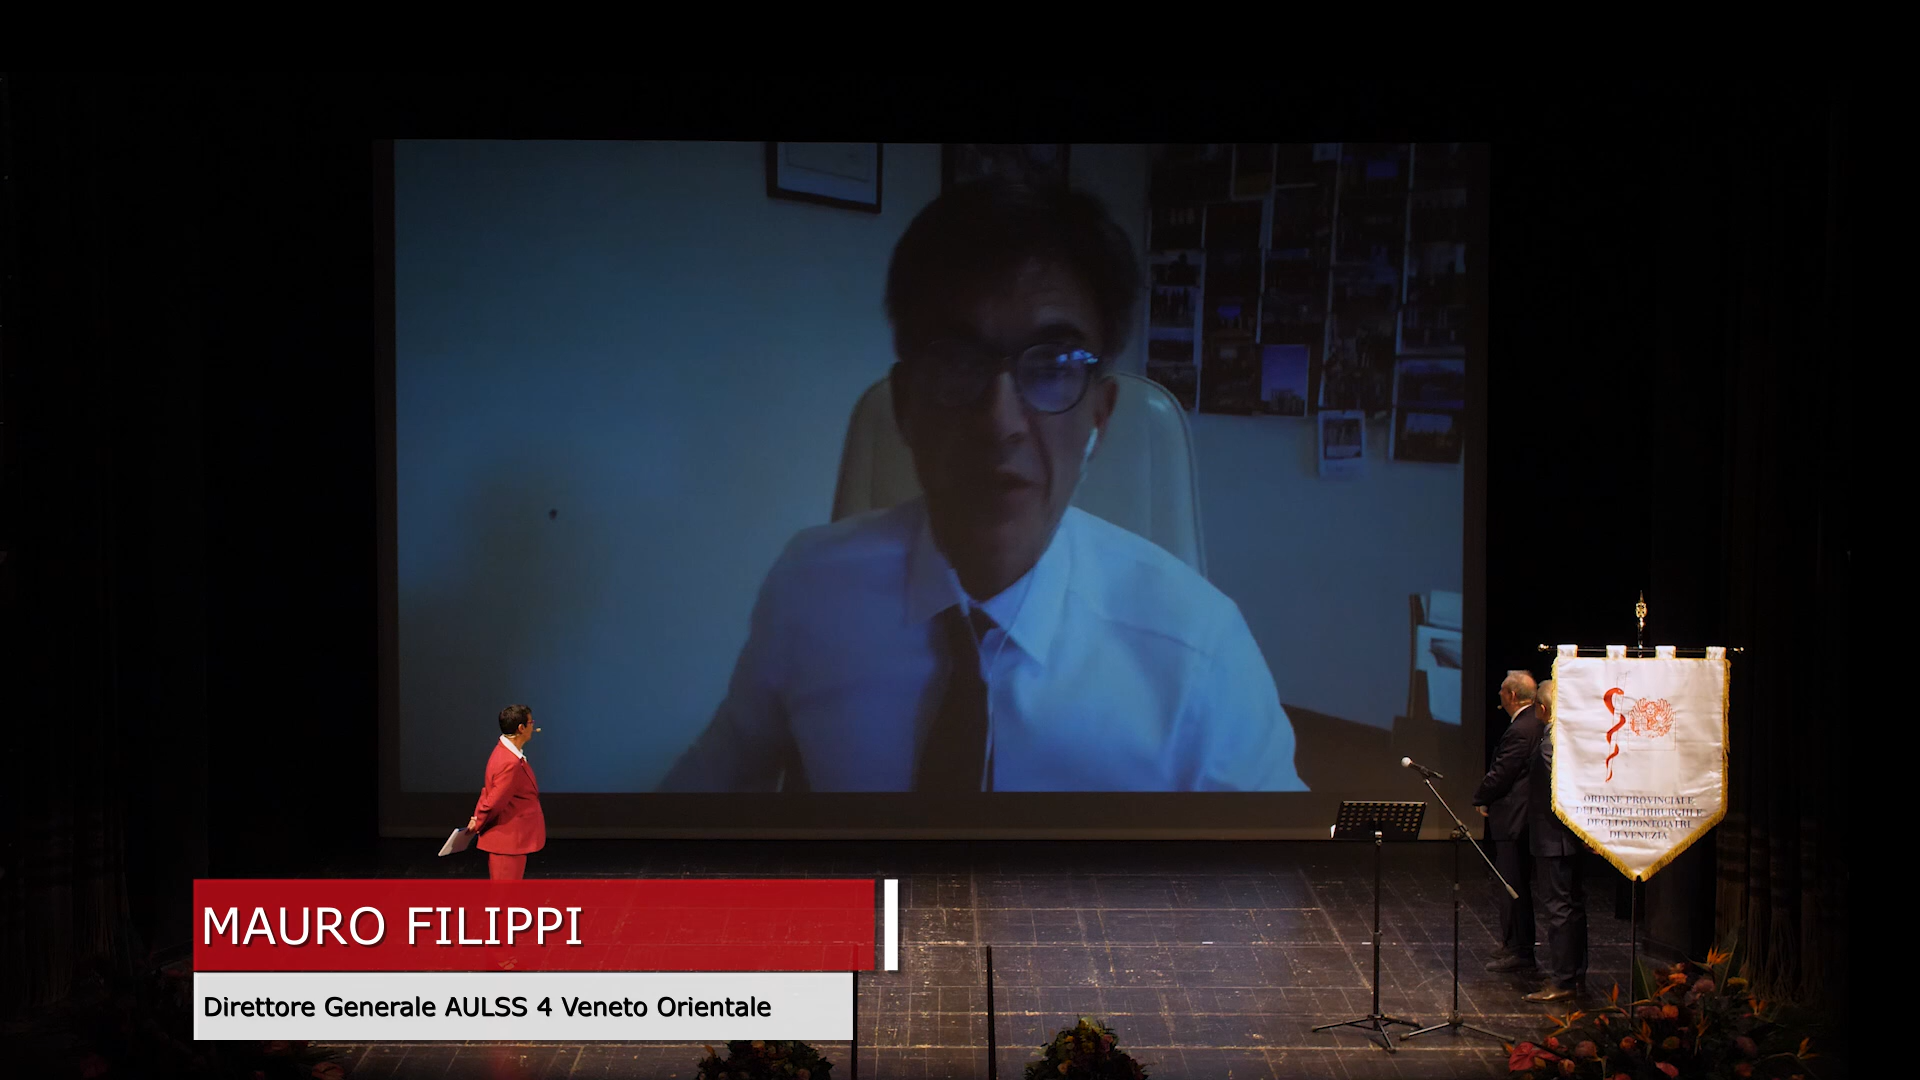 MAURO FILIPPI
Direttore Generale AULSS 4 Veneto Orientale
ORDINE PROVINCIALE
DEI MEDICI CHIRURGHI E
DEGLI ODONTOIATRI
DI VENEZIA